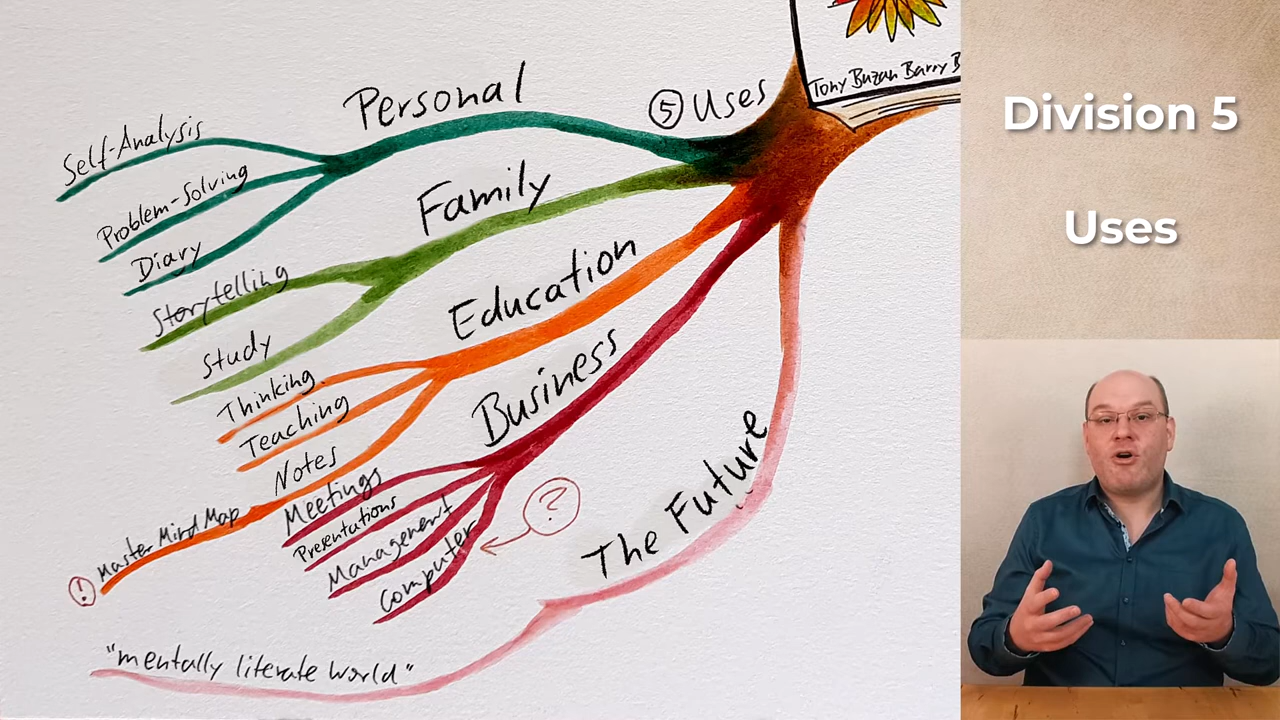 Tony Buzan Barry B
⑤ Uses
Personal
Self-Analysis
Problem-Solving
Diary
Family
Storytelling
Study
Education
Thinking
Teaching
Notes
Master Mind Map
!
Business
Meetings
Presentations
Management
Computer
?
The Future
"mentally literate world"
Division 5
Uses